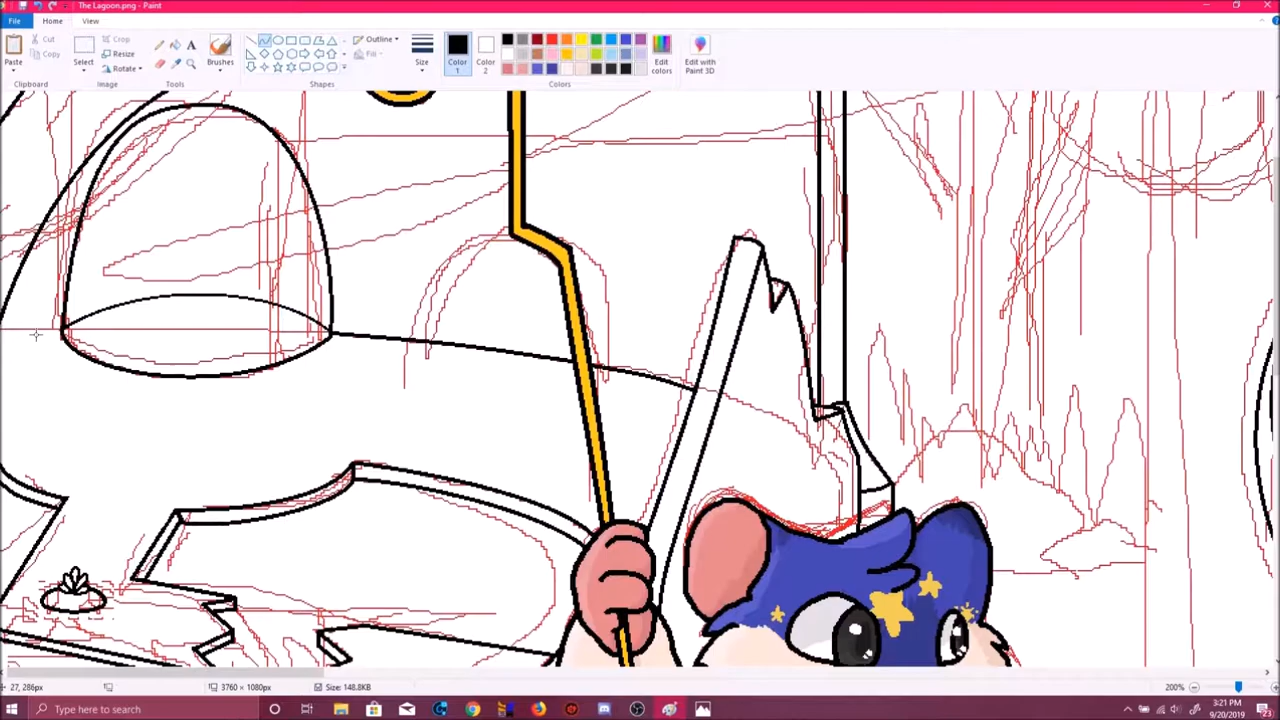 The Lagoon.png - Paint
File
Home
View
Paste
Cut
Copy
Clipboard
Select
Crop
Resize
Rotate
Image
A
Tools
Brushes
Outline
Fill
Shapes
Size
Color 1
Color 2
Colors
Edit colors
Edit with Paint 3D
27, 286px
3760 × 1080px
Size: 148.8KB
200%
Type here to search
3:21 PM
9/20/2019
23